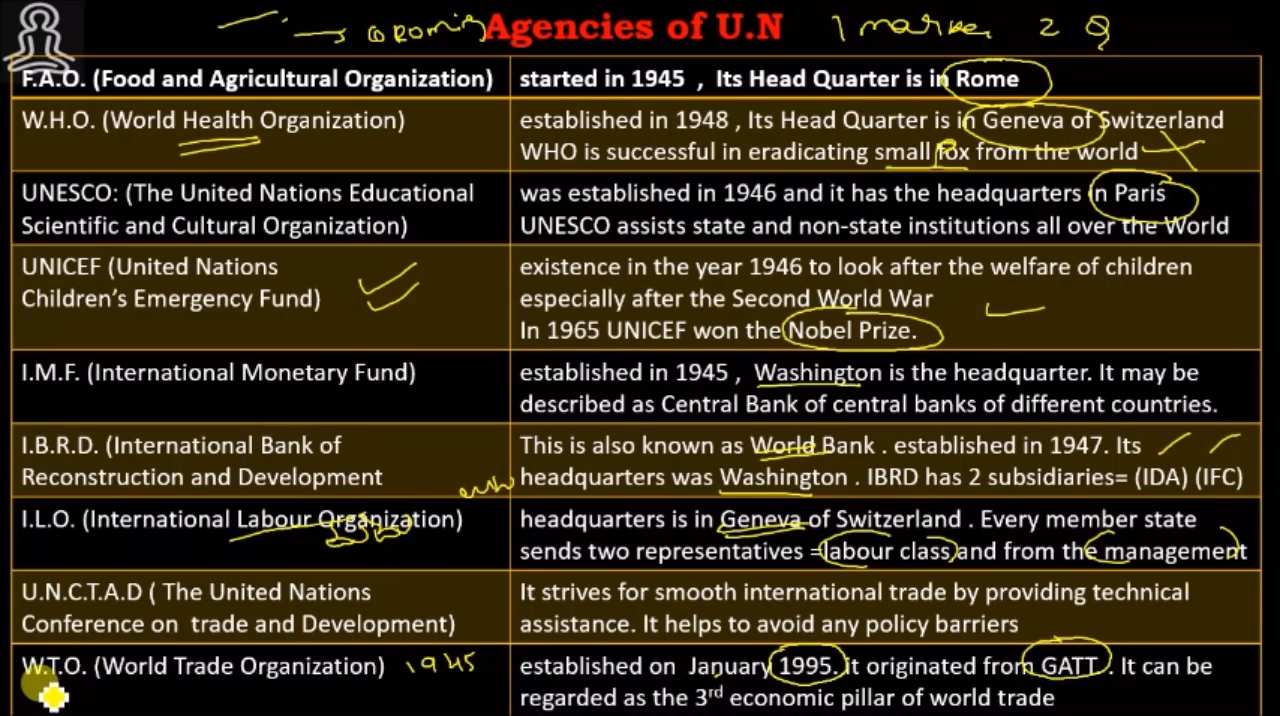 Agencies of U.N 1 marker 2 Q
F.A.O. (Food and Agricultural Organization)
started in 1945 , Its Head Quarter is in Rome
W.H.O. (World Health Organization)
established in 1948 , Its Head Quarter is in Geneva of Switzerland
WHO is successful in eradicating small fox from the world
UNESCO: (The United Nations Educational
Scientific and Cultural Organization)
was established in 1946 and it has the headquarters in Paris
UNESCO assists state and non-state institutions all over the World
UNICEF (United Nations
Children's Emergency Fund)
existence in the year 1946 to look after the welfare of children
especially after the Second World War
In 1965 UNICEF won the Nobel Prize.
I.M.F. (International Monetary Fund)
established in 1945 , Washington is the headquarter. It may be
described as Central Bank of central banks of different countries.
I.B.R.D. (International Bank of
Reconstruction and Development
This is also known as World Bank . established in 1947. Its
headquarters was Washington . IBRD has 2 subsidiaries= (IDA) (IFC)
I.L.O. (International Labour Organization)
headquarters is in Geneva of Switzerland . Every member state
sends two representatives =labour class and from the management
U.N.C.T.A.D ( The United Nations
Conference on trade and Development)
It strives for smooth international trade by providing technical
assistance. It helps to avoid any policy barriers
W.T.O. (World Trade Organization) 1945
established on January 1995. it originated from GATT . It can be
regarded as the 3rd economic pillar of world trade